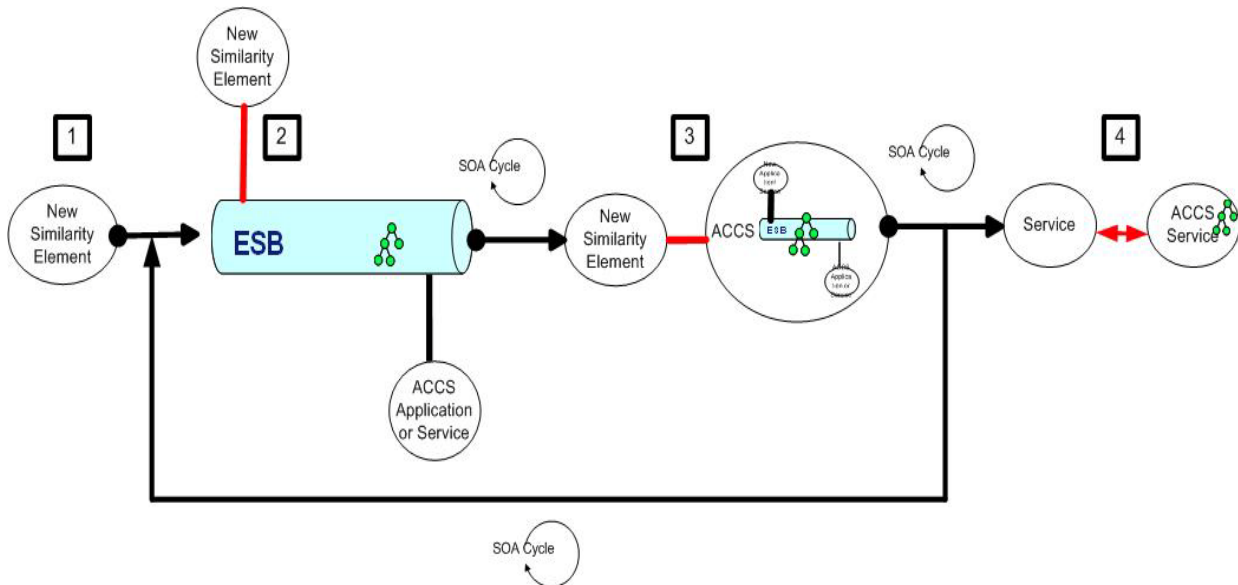 New
Similarity
Element
1
2
3
4
SOA Cycle
SOA Cycle
New
Similarity
Element
ESB
New
Similarity
Element
ACCS
ESB
Service
ACCS
Service
ACCS
Application
or Service
SOA Cycle